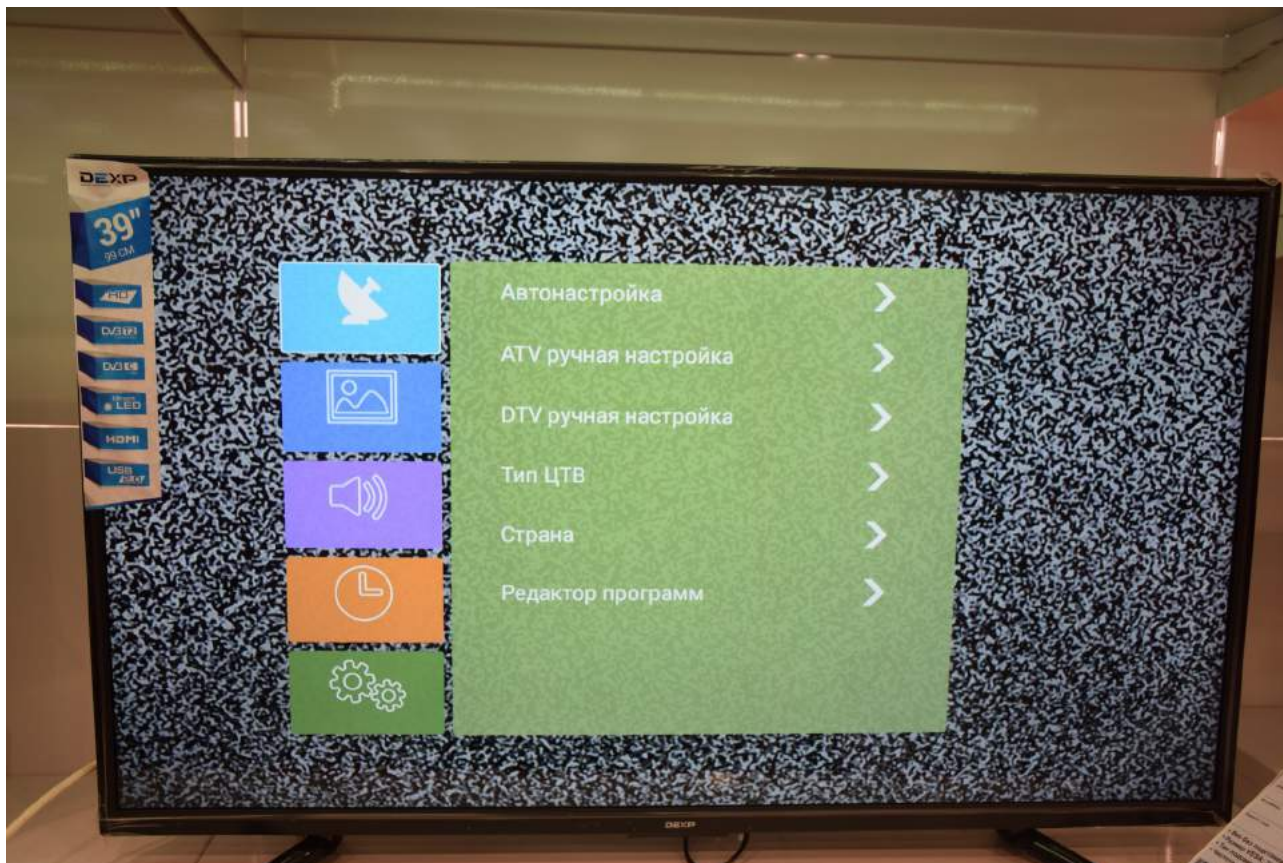 DEXP
39"
99 CM
HD
DVB T2
DVB C
LED
HDMI
USB
Автонастройка
ATV ручная настройка
DTV ручная настройка
Тип ЦТВ
Страна
Редактор программ
DEXP